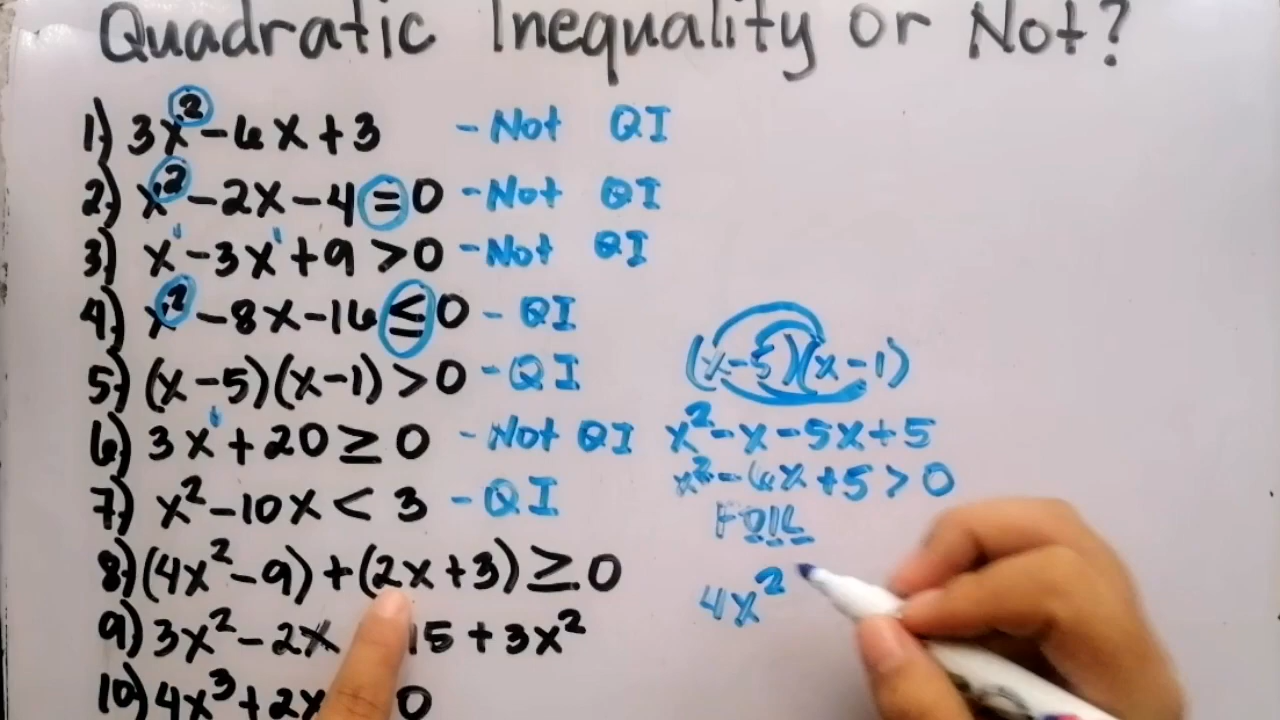 Quadratic Inequality or Not?
1) 3x² - 6x + 3 - Not QI
2) x² - 2x - 4 = 0 - Not QI
3) x¹ - 3x¹ + 9 > 0 - Not QI
4) x² - 8x - 16 ≤ 0 - QI
5) (x - 5)(x - 1) > 0 - QI
6) 3x¹ + 20 ≥ 0 - Not QI
7) x² - 10x < 3 - QI
8) (4x² - 9) + (2x + 3) ≥ 0
9) 3x² - 2x 15 + 3x²
10) 4x³ + 2x 0
(x - 5)(x - 1)
x² - x - 5x + 5
x² - 6x + 5 > 0
FOIL
4x²